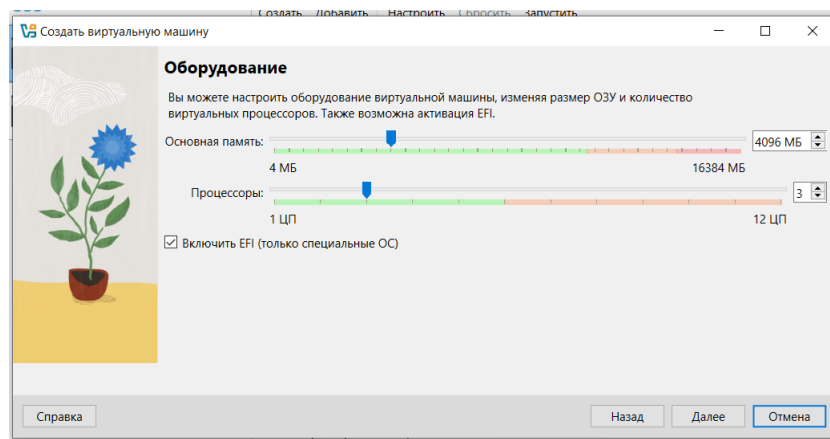 Создать Добавить Настроить Сбросить Запустить
Создать виртуальную машину
Оборудование
Вы можете настроить оборудование виртуальной машины, изменяя размер ОЗУ и количество
виртуальных процессоров. Также возможна активация EFI.
Основная память: 4096 МБ
4 МБ 16384 МБ
Процессоры: 3
1 ЦП 12 ЦП
Включить EFI (только специальные ОС)
Справка Назад Далее Отмена